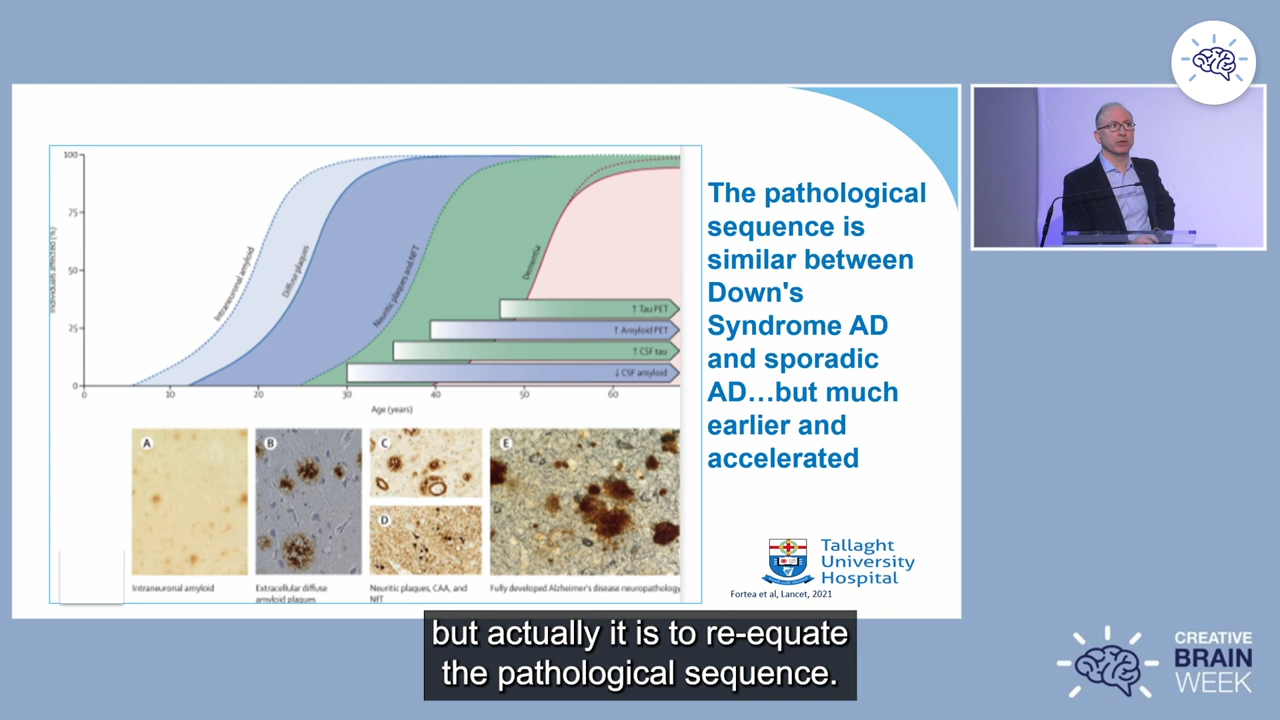 100
75
50
25
0
Individuals affected (%)
Intraneuronal amyloid
Diffuse plaques
Neuritic plaques and NFT
Dementia
↑ Tau PET
↑ Amyloid PET
↑ CSF tau
↓ CSF amyloid
0 10 20 30 40 50 60
Age (years)
A
B
C
D
E
Intraneuronal amyloid
Extracellular diffuse
amyloid plaques
Neuritic plaques, CAA, and
NfT
Fully developed Alzheimer's disease neuropathology
The pathological
sequence is
similar between
Down's
Syndrome AD
and sporadic
AD...but much
earlier and
accelerated
Tallaght
University
Hospital
Fortea et al, Lancet, 2021
but actually it is to re-equate
the pathological sequence.
CREATIVE
BRAIN
WEEK